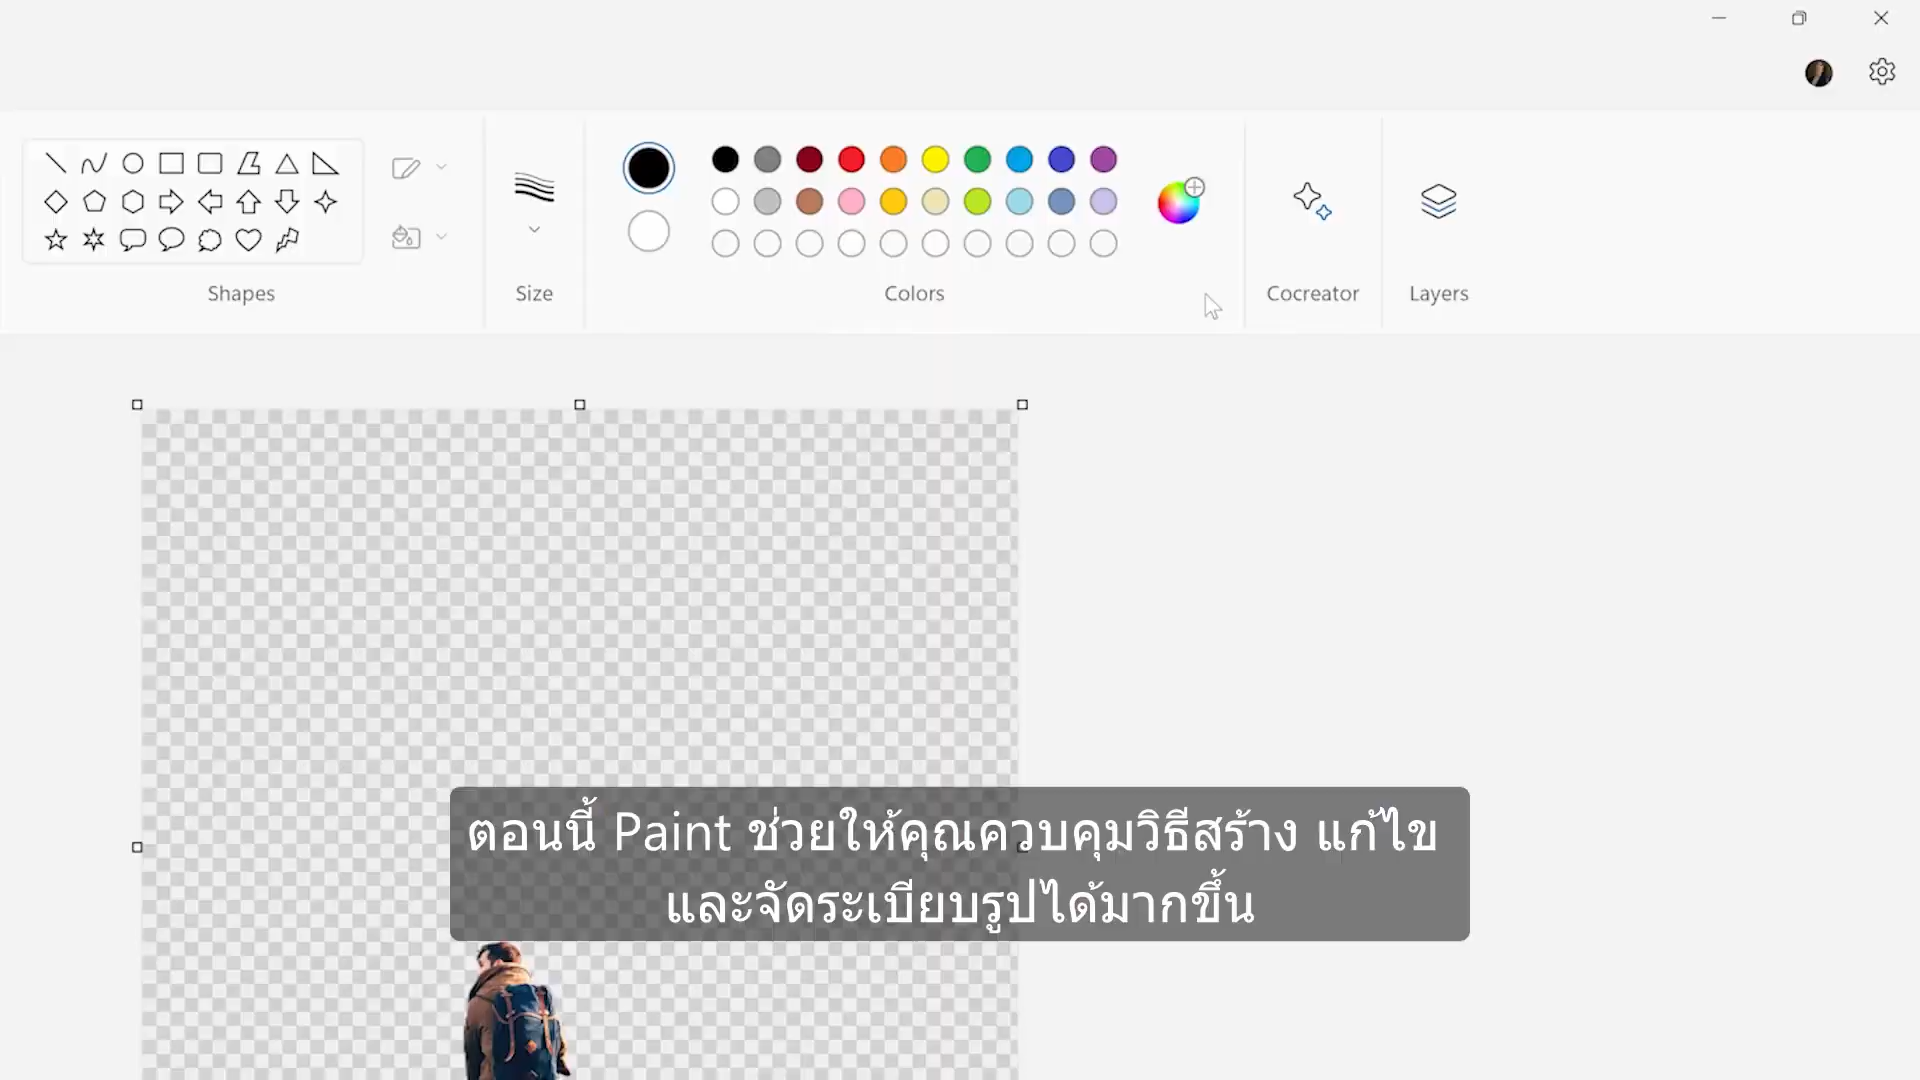 Shapes
Size
Colors
Cocreator
Layers
ตอนนี้ Paint ช่วยให้คุณควบคุมวิธีสร้าง แก้ไข
และจัดระเบียบรูปได้มากขึ้น